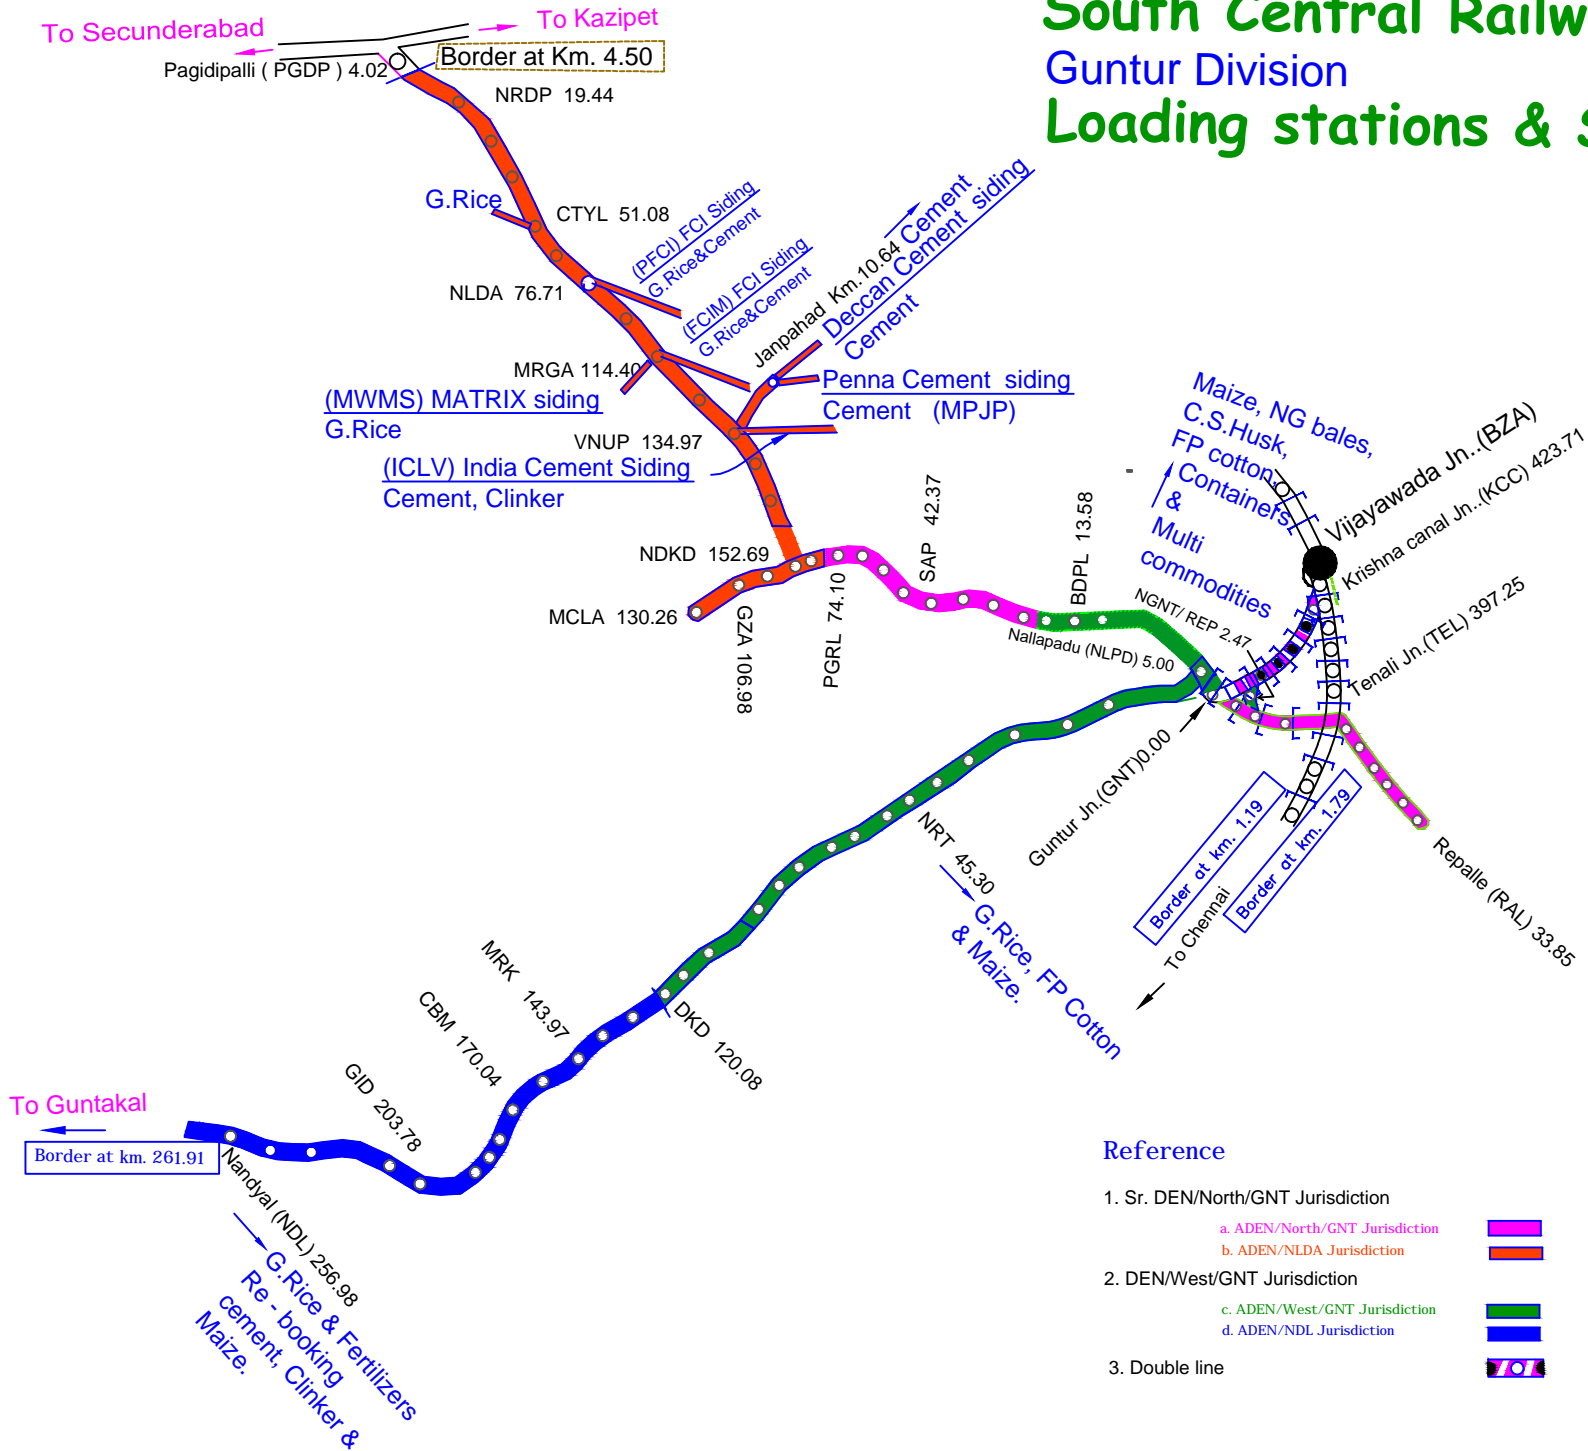 To Secunderabad
To Kazipet
Border at Km. 4.50
Pagidipalli ( PGDP ) 4.02
NRDP 19.44
South Central Railw
Guntur Division
Loading stations & S
G.Rice
CTYL 51.08
(PFCI) FCI Siding
G.Rice&Cement
NLDA 76.71
(FCIM) FCI Siding
G.Rice&Cement
Janpahad Km.10.64
Cement
Deccan Cement siding
Cement
MRGA 114.40
(MWMS) MATRIX siding
G.Rice
Penna Cement siding
Cement (MPJP)
VNUP 134.97
(ICLV) India Cement Siding
Cement, Clinker
Maize, NG bales,
C.S.Husk,
FP cotton,
Containers
&
Multi
commodities
Vijayawada Jn..(BZA)
Krishna canal Jn..(KCC) 423.71
Tenali Jn.(TEL) 397.25
NDKD 152.69
MCLA 130.26
GZA 106.98
PGRL 74.10
SAP 42.37
BDPL 13.58
NGNT/ REP 2.47
Nallapadu (NLPD) 5.00
Guntur Jn.(GNT)0.00
Border at km. 1.19
Border at km. 1.79
To Chennai
Repalle (RAL) 33.85
NRT 45.30
G.Rice, FP Cotton
& Maize.
DKD 120.08
MRK 143.97
CBM 170.04
GID 203.78
To Guntakal
Border at km. 261.91
Nandyal (NDL) 256.98
G.Rice & Fertilizers
Re - booking
cement, Clinker &
Maize.
Reference
1. Sr. DEN/North/GNT Jurisdiction
a. ADEN/North/GNT Jurisdiction
b. ADEN/NLDA Jurisdiction
2. DEN/West/GNT Jurisdiction
c. ADEN/West/GNT Jurisdiction
d. ADEN/NDL Jurisdiction
3. Double line